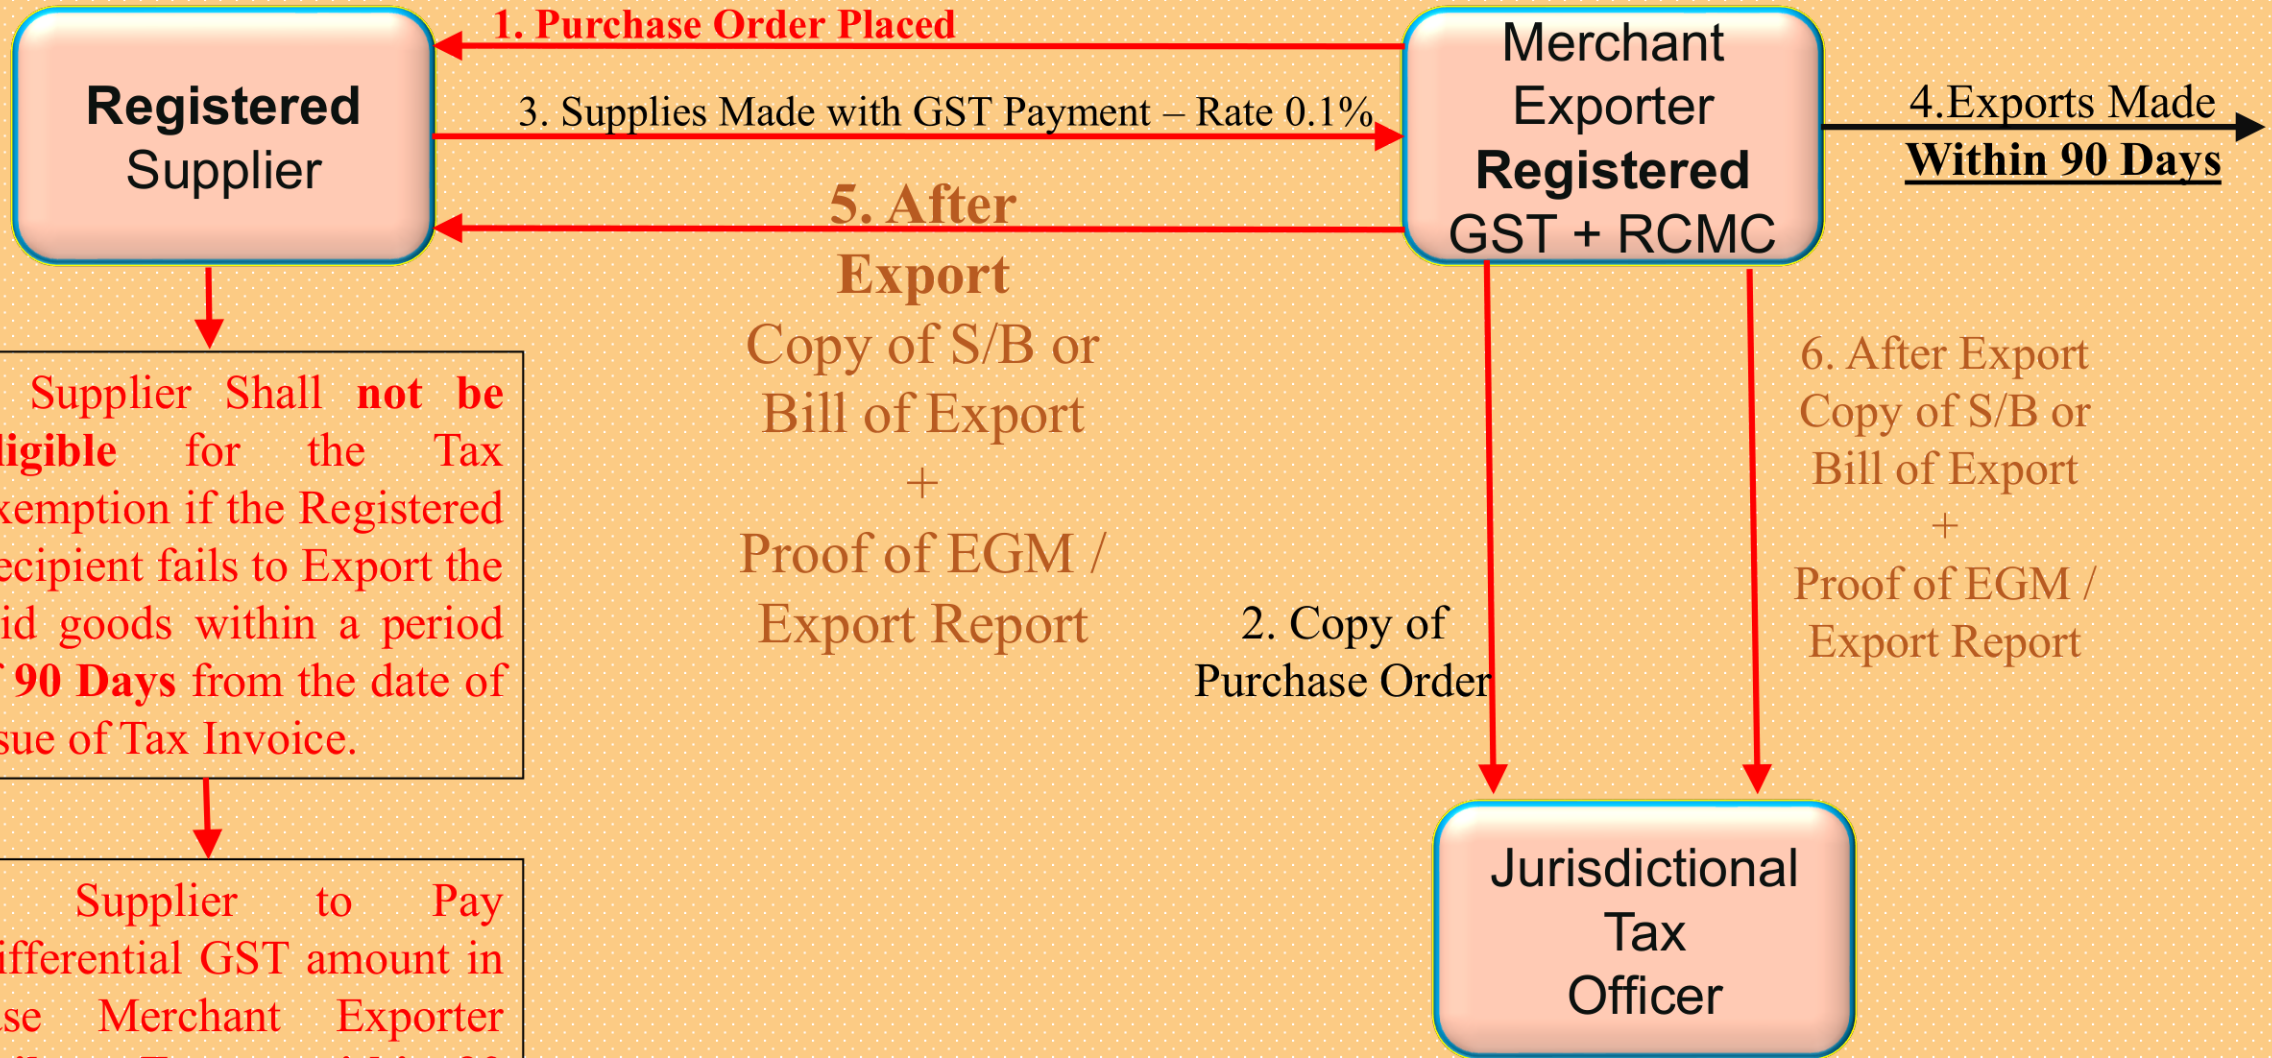 1. Purchase Order Placed
Registered
Supplier
3. Supplies Made with GST Payment – Rate 0.1%
Merchant
Exporter
Registered
GST + RCMC
4.Exports Made
Within 90 Days
5. After
Export
Copy of S/B or
Bill of Export
+
Proof of EGM /
Export Report
Supplier Shall not be
for the Tax
if the Registered
fails to Export the
goods within a period
90 Days from the date of
of Tax Invoice.
2. Copy of
Purchase Order
6. After Export
Copy of S/B or
Bill of Export
+
Proof of EGM /
Export Report
Supplier to Pay
GST amount in
Merchant Exporter
Jurisdictional
Tax
Officer